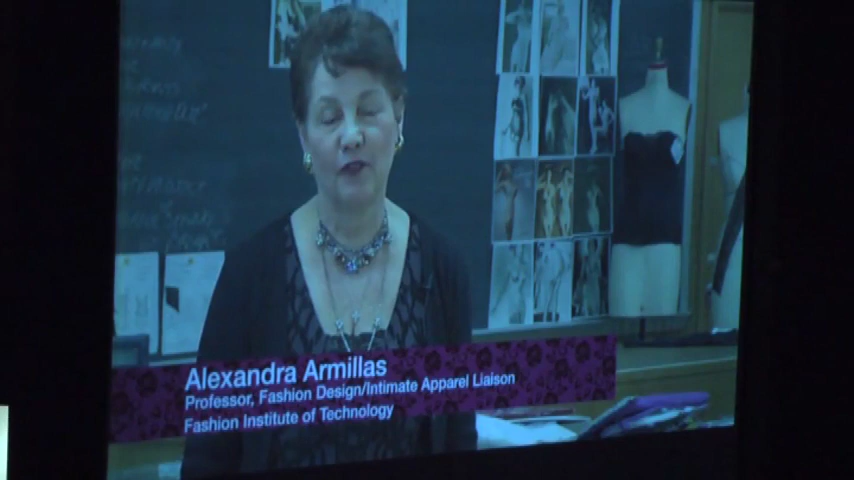 Alexandra Armillas
Professor, Fashion Design/Intimate Apparel Liaison
Fashion Institute of Technology